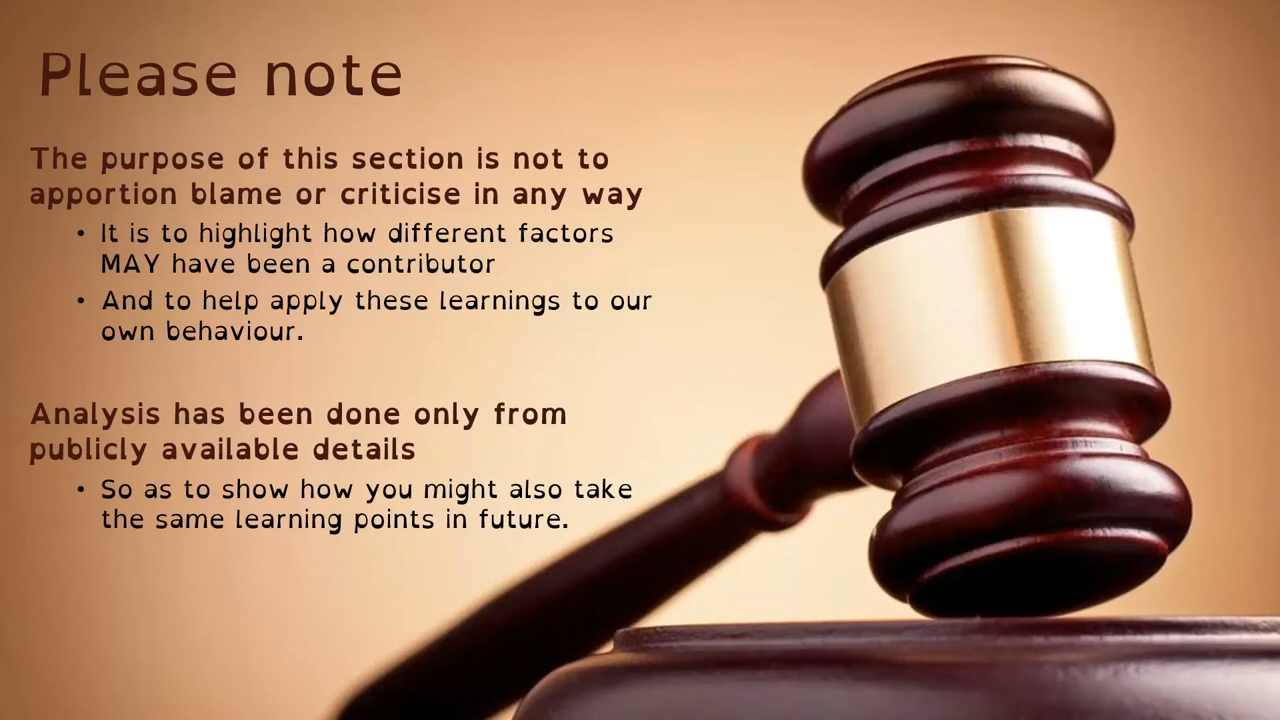 Please note
The purpose of this section is not to
apportion blame or criticise in any way
• It is to highlight how different factors
MAY have been a contributor
• And to help apply these learnings to our
own behaviour.
Analysis has been done only from
publicly available details
• So as to show how you might also take
the same learning points in future.